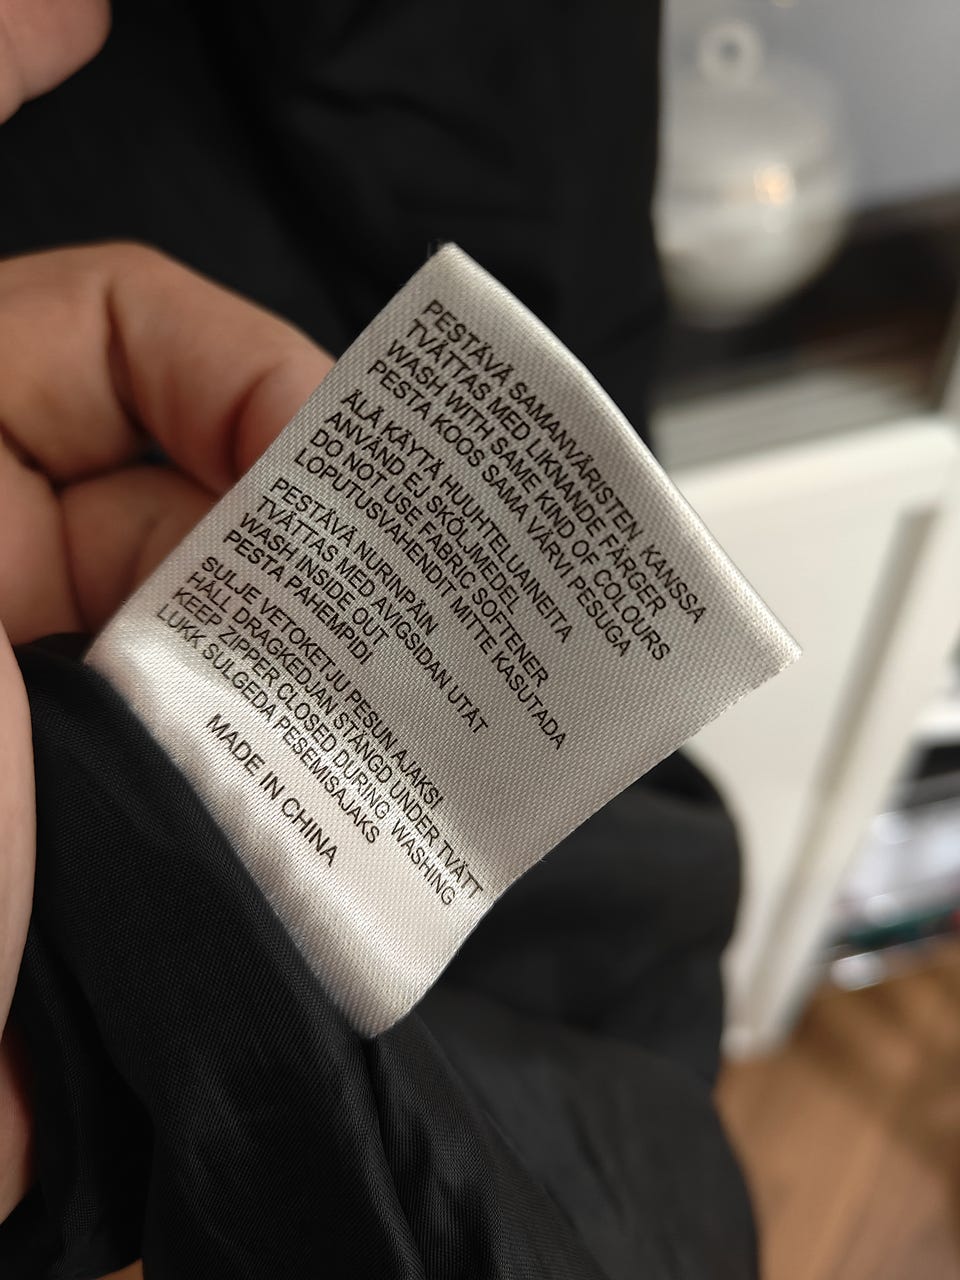 PESTÄVÄ SAMANVÄRISTEN KANSSA
TVÄTTAS MED LIKNANDE FÄRGER
WASH WITH SAME KIND OF COLOURS
PESTA KOOS SAMA VÄRVI PESUGA
ÄLÄ KÄYTÄ HUUHTELUAINEITA
ANVÄND EJ SKÖLJMEDEL
DO NOT USE FABRIC SOFTENER
LOPUTUSVAHENDIT MITTE KASUTADA
PESTÄVÄ NURINPÄIN
TVÄTTAS MED AVIGSIDAN UTÅT
WASH INSIDE OUT
PESTA PAHEMPIDI
SULJE VETOKETJU PESUN AJAKSI
HÅLL DRAGKEDJAN STÄNGD UNDER TVÄTT
KEEP ZIPPER CLOSED DURING WASHING
LUKK SULGEDA PESEMISAJAKS
MADE IN CHINA